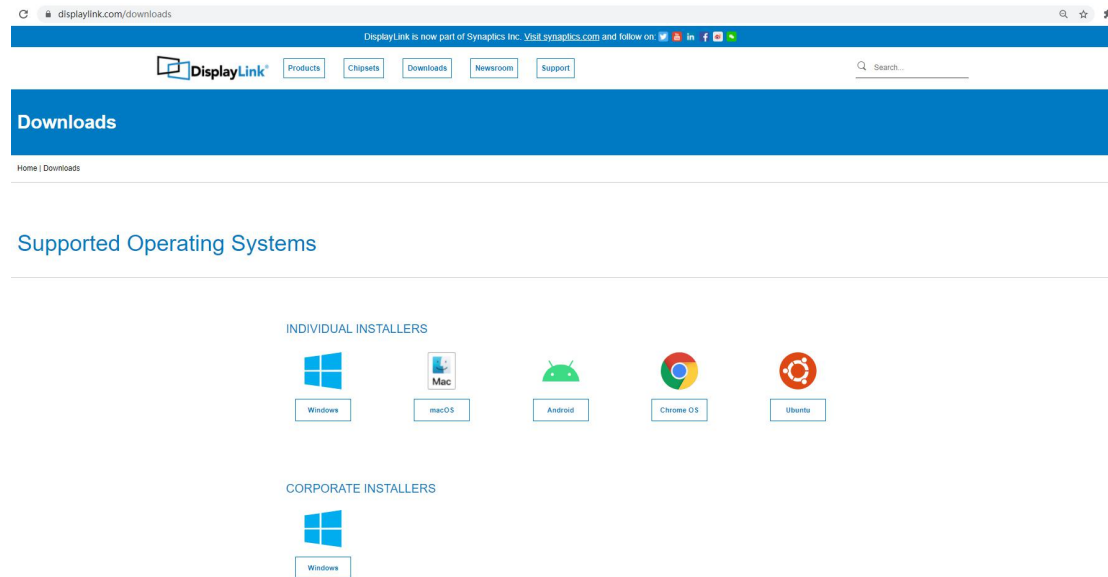 displaylink.com/downloads
DisplayLink is now part of Synaptics Inc. Visit synaptics.com and follow on:
DisplayLink® Products Chipsets Downloads Newsroom Support Search...
Downloads
Home | Downloads
Supported Operating Systems
INDIVIDUAL INSTALLERS
Mac
Windows macOS Android Chrome OS Ubuntu
CORPORATE INSTALLERS
Windows